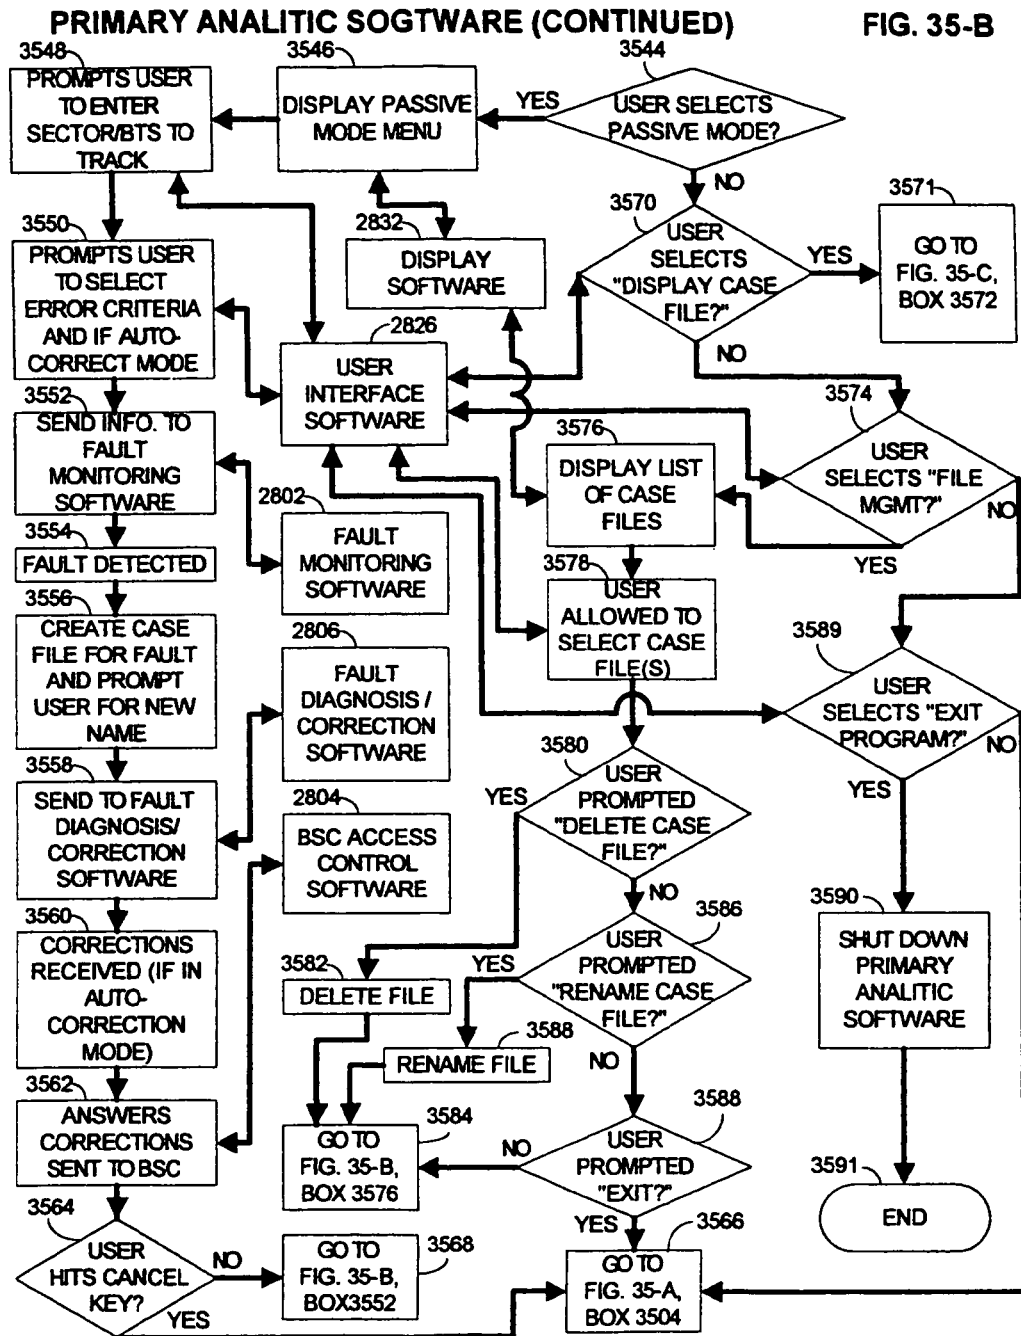 PRIMARY ANALITIC SOGTWARE (CONTINUED)
FIG. 35-B
3548
PROMPTS USER
TO ENTER
SECTOR/BTS TO
TRACK
3546
DISPLAY PASSIVE
MODE MENU
YES
3544
USER SELECTS
PASSIVE MODE?
NO
3550
PROMPTS USER
TO SELECT
ERROR CRITERIA
AND IF AUTO-
CORRECT MODE
2832
DISPLAY
SOFTWARE
3570
USER
SELECTS
"DISPLAY CASE
FILE?"
YES
NO
3571
GO TO
FIG. 35-C,
BOX 3572
2826
USER
INTERFACE
SOFTWARE
3552
SEND INFO. TO
FAULT
MONITORING
SOFTWARE
3574
USER
SELECTS "FILE
MGMT?"
NO
YES
3576
DISPLAY LIST
OF CASE
FILES
2802
FAULT
MONITORING
SOFTWARE
3554
FAULT DETECTED
3578
USER
ALLOWED TO
SELECT CASE
FILE(S)
3556
CREATE CASE
FILE FOR FAULT
AND PROMPT
USER FOR NEW
NAME
2806
FAULT
DIAGNOSIS /
CORRECTION
SOFTWARE
3589
USER
SELECTS "EXIT
PROGRAM?"
NO
YES
3558
SEND TO FAULT
DIAGNOSIS/
CORRECTION
SOFTWARE
2804
BSC ACCESS
CONTROL
SOFTWARE
3580
YES
USER
PROMPTED
"DELETE CASE
FILE?"
NO
3560
CORRECTIONS
RECEIVED (IF IN
AUTO-
CORRECTION
MODE)
3582
DELETE FILE
3586
YES
USER
PROMPTED
"RENAME CASE
FILE?"
NO
3588
RENAME FILE
3590
SHUT DOWN
PRIMARY
ANALITIC
SOFTWARE
3562
ANSWERS
CORRECTIONS
SENT TO BSC
3584
GO TO
FIG. 35-B,
BOX 3576
NO
3588
USER
PROMPTED
"EXIT?"
YES
3591
END
3564
USER
HITS CANCEL
KEY?
NO
YES
3568
GO TO
FIG. 35-B,
BOX3552
3566
GO TO
FIG. 35-A,
BOX 3504